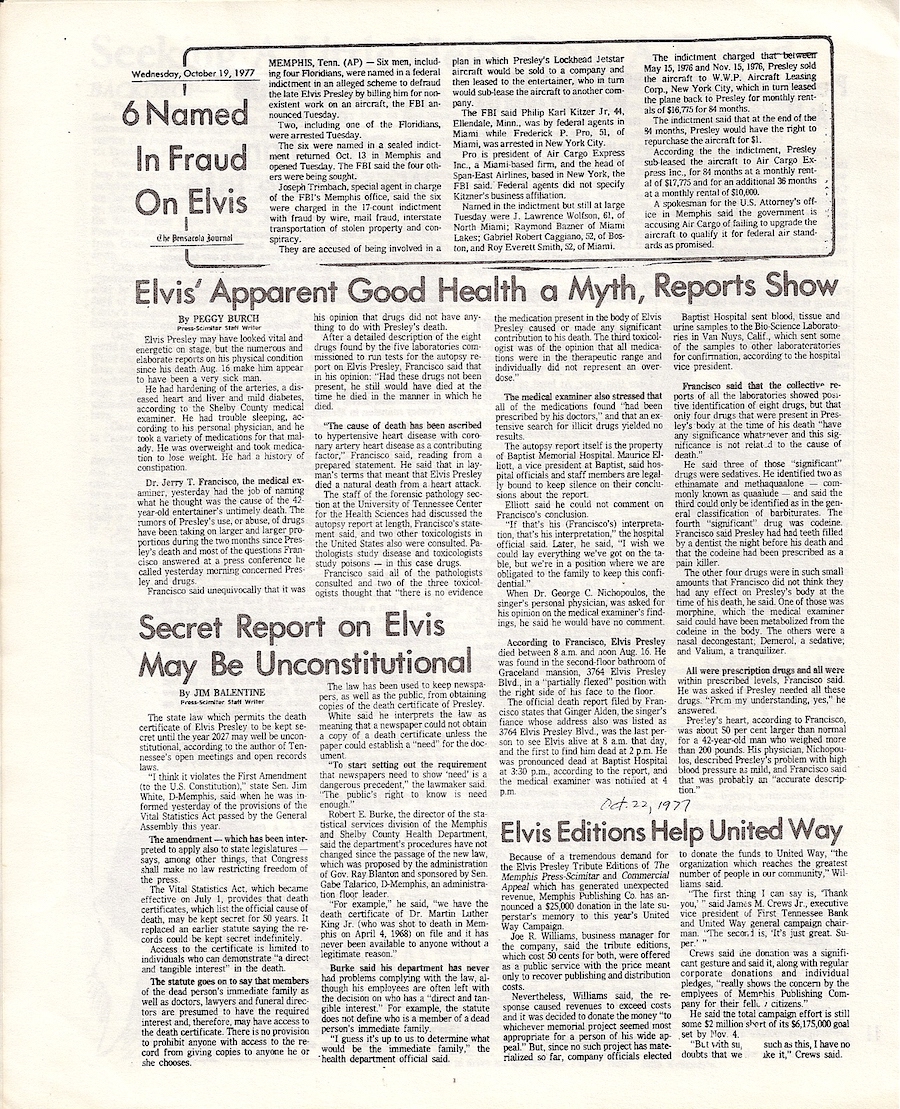 Wednesday, October 19, 1977
6 Named
In Fraud
On Elvis
The Pensacola Journal
MEMPHIS, Tenn. (AP) — Six men, includ-
ing four Floridians, were named in a federal
indictment in an alleged scheme to defraud
the late Elvis Presley by billing him for non-
existent work on an aircraft, the FBI an-
nounced Tuesday.
Two, including one of the Floridians,
were arrested Tuesday.
The six were named in a sealed indict-
ment returned Oct. 13 in Memphis and
opened Tuesday. The FBI said the four oth-
ers were being sought.
Joseph Trimbach, special agent in charge
of the FBI's Memphis office, said the six
were charged in the 17-count indictment
with fraud by wire, mail fraud, interstate
transportation of stolen property and con-
spiracy.
They are accused of being involved in a
plan in which Presley's Lockhead Jetstar
aircraft would be sold to a company and
then leased to the entertainer, who in turn
would sub-lease the aircraft to another com-
pany.
The FBI said Philip Karl Kitzer Jr, 44,
Ellendale, Minn., was by federal agents in
Miami while Frederick P. Pro, 51, of
Miami, was arrested in New York City.
Pro is president of Air Cargo Express
Inc., a Miami-based firm, and the head of
Span-East Airlines, based in New York, the
FBI said. Federal agents did not specify
Kitzner's business affiliation.
Named in the indictment but still at large
Tuesday were J. Lawrence Wolfson, 61, of
North Miami; Raymond Bazner of Miami
Lakes; Gabriel Robert Caggiano, 52, of Bos-
ton, and Roy Everett Smith, 52, of Miami.
The indictment charged that between
May 15, 1976 and Nov. 15, 1976, Presley sold
the aircraft to W.W.P. Aircraft Leasing
Corp., New York City, which in turn leased
the plane back to Presley for monthly rent-
als of $16,775 for 84 months.
The indictment said that at the end of the
84 months, Presley would have the right to
repurchase the aircraft for $1.
According the the indictment, Presley
sub-leased the aircraft to Air Cargo Ex-
press Inc., for 84 months at a monthly rent-
al of $17,775 and for an additional 36 months
at a monthly rental of $10,000.
A spokesman for the U.S. Attorney's off-
ice in Memphis said the government is
accusing Air Cargo of failing to upgrade the
aircraft to qualify it for federal air stand-
ards as promised.
Elvis' Apparent Good Health a Myth, Reports Show
By PEGGY BURCH
Press-Scimitar Staff Writer
Elvis Presley may have looked vital and
energetic on stage, but the numerous and
elaborate reports on his physical condition
since his death Aug. 16 make him appear
to have been a very sick man.
He had hardening of the arteries, a dis-
eased heart and liver and mild diabetes,
according to the Shelby County medical
examiner. He had trouble sleeping, ac-
cording to his personal physician, and he
took a variety of medications for that mal-
ady. He was overweight and took medica-
tion to lose weight. He had a history of
constipation.
Dr. Jerry T. Francisco, the medical ex-
aminer, yesterday had the job of naming
what he thought was the cause of the 42-
year-old entertainer's untimely death. The
rumors of Presley's use, or abuse, of drugs
have been taking on larger and larger pro-
portions during the two months since Pres-
ley's death and most of the questions Fran-
cisco answered at a press conference he
called yesterday morning concerned Pres-
ley and drugs.
Francisco said unequivocally that it was
his opinion that drugs did not have any-
thing to do with Presley's death.
After a detailed description of the eight
drugs found by the five laboratories com-
missioned to run tests for the autopsy re-
port on Elvis Presley, Francisco said that
in his opinion: "Had these drugs not been
present, he still would have died at the
time he died in the manner in which he
died.
"The cause of death has been ascribed
to hypertensive heart disease with coro-
nary artery heart disease as a contributing
factor," Francisco said, reading from a
prepared statement. He said that in lay-
man's terms that meant that Elvis Presley
died a natural death from a heart attack.
The staff of the forensic pathology sec-
tion at the University of Tennessee Center
for the Health Sciences had discussed the
autopsy report at length, Francisco's state-
ment said, and two other toxicologists in
the United States also were consulted. Pa-
thologists study disease and toxicologists
study poisons — in this case drugs.
Francisco said all of the pathologists
consulted and two of the three toxicol-
ogists thought that "there is no evidence
the medication present in the body of Elvis
Presley caused or made any significant
contribution to his death. The third toxicol-
ogist was of the opinion that all medica-
tions were in the therapeutic range and
individually did not represent an over-
dose."
The medical examiner also stressed that
all of the medications found "had been
prescribed by his doctors," and that an ex-
tensive search for illicit drugs yielded no
results.
The autopsy report itself is the property
of Baptist Memorial Hospital. Maurice El-
liott, a vice president at Baptist, said hos-
pital officials and staff members are legal-
ly bound to keep silence on their conclu-
sions about the report.
Elliott said he could not comment on
Francisco's conclusion.
"If that's his (Francisco's) interpreta-
tion, that's his interpretation," the hospital
official said. Later, he said, "I wish we
could lay everything we've got on the ta-
ble, but we're in a position where we are
obligated to the family to keep this confi-
dential."
When Dr. George C. Nichopoulos, the
singer's personal physician, was asked for
his opinion on the medical examiner's find-
ings, he said he would have no comment.
According to Francisco, Elvis Presley
died between 8 a.m. and noon Aug. 16. He
was found in the second-floor bathroom of
Graceland mansion, 3764 Elvis Presley
Blvd., in a "partially flexed" position with
the right side of his face to the floor.
The official death report filed by Fran-
cisco states that Ginger Alden, the singer's
fiance whose address also was listed as
3764 Elvis Presley Blvd., was the last per-
son to see Elvis alive at 8 a.m. that day,
and the first to find him dead at 2 p.m. He
was pronounced dead at Baptist Hospital
at 3:30 p.m., according to the report, and
the medical examiner was notified at 4
p.m.
Baptist Hospital sent blood, tissue and
urine samples to the Bio-Science Laborato-
ries in Van Nuys, Calif., which sent some
of the samples to other laborateratories
for confirmation, according to the hospital
vice president.
Francisco said that the collective re-
ports of all the laboratories showed posi-
tive identification of eight drugs, but that
only four drugs that were present in Pres-
ley's body at the time of his death "have
any significance whatsoever and this sig-
nificance is not related to the cause of
death."
He said three of those "significant"
drugs were sedatives. He identified two as
ethinamate and methaqualone — com-
monly known as quaalude — and said the
third could only be identified as in the gen-
eral classification of barbiturates. The
fourth "significant" drug was codeine.
Francisco said Presley had had teeth filled
by a dentist the night before his death and
that the codeine had been prescribed as a
pain killer.
The other four drugs were in such small
amounts that Francisco did not think they
had any effect on Presley's body at the
time of his death, he said. One of those was
morphine, which the medical examiner
said could have been metabolized from the
codeine in the body. The others were a
nasal decongestant; Demerol, a sedative;
and Valium, a tranquilizer.
All were prescription drugs and all were
within prescribed levels, Francisco said.
He was asked if Presley needed all these
drugs. "From my understanding, yes," he
answered.
Presley's heart, according to Francisco,
was about 50 per cent larger than normal
for a 42-year-old man who weighed more
than 200 pounds. His physician, Nichopou-
los, described Presley's problem with high
blood pressure as mild, and Francisco said
that was probably an "accurate descrip-
tion."
Secret Report on Elvis
May Be Unconstitutional
By JIM BALENTINE
Press-Scimitar Staff Writer
The state law which permits the death
certificate of Elvis Presley to be kept se-
cret until the year 2027 may well be uncon-
stitutional, according to the author of Ten-
nessee's open meetings and open records
laws.
"I think it violates the First Amendment
(to the U.S. Constitution)," state Sen. Jim
White, D-Memphis, said when he was in-
formed yesterday of the provisions of the
Vital Statistics Act passed by the General
Assembly this year.
The amendment — which has been inter-
preted to apply also to state legislatures —
says, among other things, that Congress
shall make no law restricting freedom of
the press.
The Vital Statistics Act, which became
effective on July 1, provides that death
certificates, which list the official cause of
death, may be kept secret for 50 years. It
replaced an earlier statute saying the re-
cords could be kept secret indefinitely.
Access to the certificate is limited to
individuals who can demonstrate "a direct
and tangible interest" in the death.
The statute goes on to say that members
of the dead person's immediate family as
well as doctors, lawyers and funeral direc-
tors are presumed to have the required
interest and, therefore, may have access to
the death certificate. There is no provision
to prohibit anyone with access to the re-
cord from giving copies to anyone he or
she chooses.
The law has been used to keep newspa-
pers, as well as the public, from obtaining
copies of the death certificate of Presley.
White said he interprets the law as
meaning that a newspaper could not obtain
a copy of a death certificate unless the
paper could establish a "need" for the doc-
ument.
"To start setting out the requirement
that newspapers need to show 'need' is a
dangerous precedent," the lawmaker said.
"The public's right to know is need
enough."
Robert E. Burke, the director of the sta-
tistical services division of the Memphis
and Shelby County Health Department,
said the department's procedures have not
changed since the passage of the new law,
which was proposed by the administration
of Gov. Ray Blanton and sponsored by Sen.
Gabe Talarico, D-Memphis, an administra-
tion floor leader.
"For example," he said, "we have the
death certificate of Dr. Martin Luther
King Jr. (who was shot to death in Mem-
phis on April 4, 1968) on file and it has
never been available to anyone without a
legitimate reason."
Burke said his department has never
had problems complying with the law, al-
though his employees are often left with
the decision on who has a "direct and tan-
gible interest." For example, the statute
does not define who is a member of a dead
person's immediate family.
"I guess it's up to us to determine what
would be the immediate family," the
health department official said.
Oct. 22, 1977
Elvis Editions Help United Way
Because of a tremendous demand for
the Elvis Presley Tribute Editions of The
Memphis Press-Scimitar and Commercial
Appeal which has generated unexpected
revenue, Memphis Publishing Co. has an-
nounced a $25,000 donation in the late su-
perstar's memory to this year's United
Way Campaign.
Joe R. Williams, business manager for
the company, said the tribute editions,
which cost 50 cents for both, were offered
as a public service with the price meant
only to recover publishing and distribution
costs.
Nevertheless, Williams said, the re-
sponse caused revenues to exceed costs
and it was decided to donate the money "to
whichever memorial project seemed most
appropriate for a person of his wide ap-
peal." But, since no such project has mate-
rialized so far, company officials elected
to donate the funds to United Way, "the
organization which reaches the greatest
number of people in our community," Wil-
liams said.
"The first thing I can say is, 'Thank
you,' " said James M. Crews Jr., executive
vice president of First Tennessee Bank
and United Way general campaign chair-
man. "The second is, 'It's just great. Su-
per.' "
Crews said the donation was a signifi-
cant gesture and said it, along with regular
corporate donations and individual
pledges, "really shows the concern by the
emplyees of Memphis Publishing Com-
pany for their citizens."
He said the total campaign effort is still
some $2 million short of its $6,175,000 goal
set by Nov. 4.
"But with such as this, I have no
doubts that we it," Crews said.